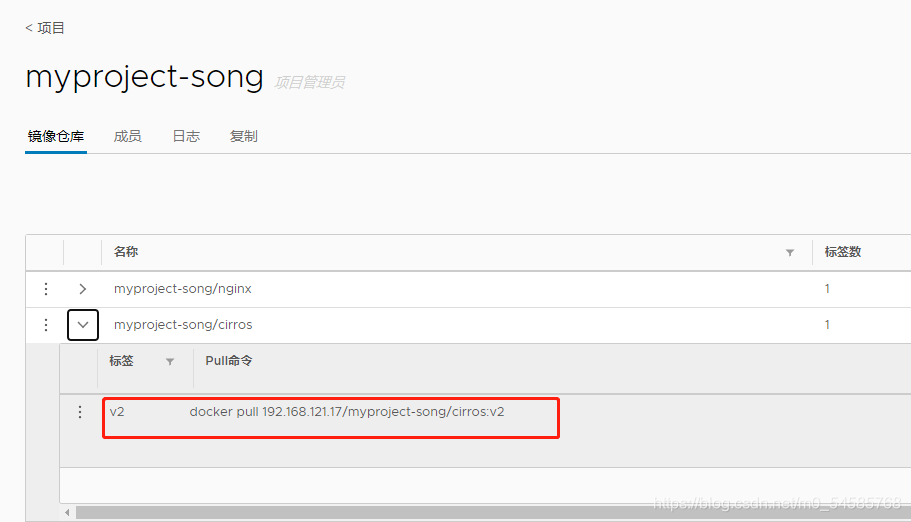 < 项目
myproject-song 项目管理员
镜像仓库 成员 日志 复制
名称 标签数
myproject-song/nginx 1
myproject-song/cirros 1
标签 Pull命令
v2 docker pull 192.168.121.17/myproject-song/cirros:v2
https://blog.csdn.net/m0_54585768